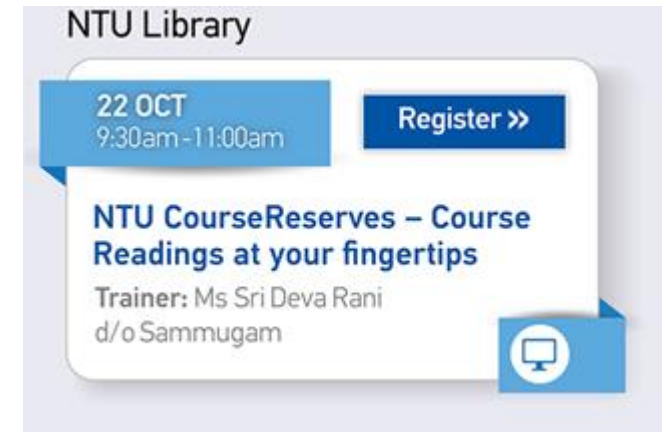 NTU Library
22 OCT
9:30am-11:00am
Register »
NTU CourseReserves – Course
Readings at your fingertips
Trainer: Ms Sri Deva Rani
d/o Sammugam